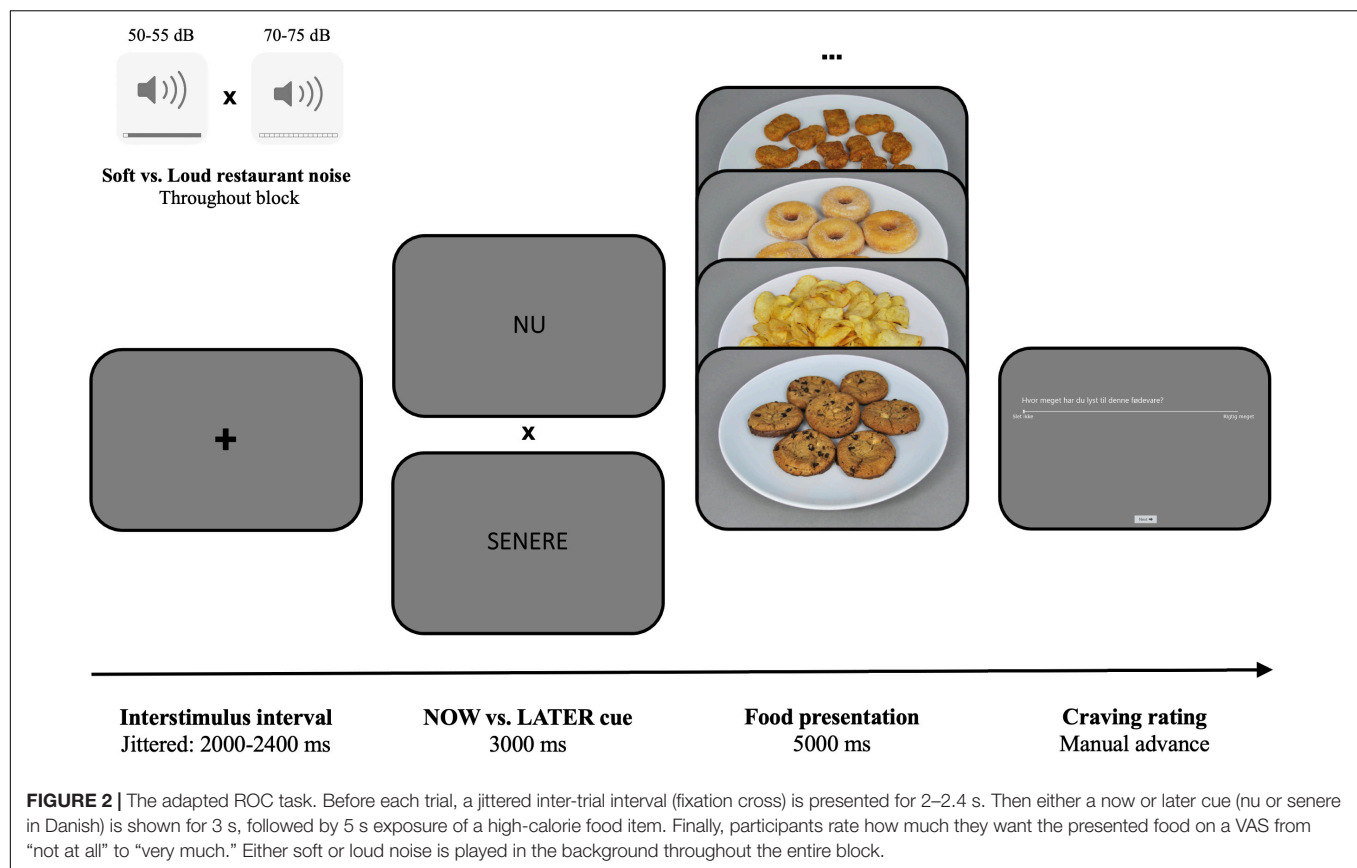 50-55 dB
70-75 dB
x
Soft vs. Loud restaurant noise
Throughout block
...
+
NU
x
SENERE
Hvor meget har du lyst til denne fødevare?
Slet ikke
Rigtig meget
Next
Interstimulus interval
Jittered: 2000-2400 ms
NOW vs. LATER cue
3000 ms
Food presentation
5000 ms
Craving rating
Manual advance
FIGURE 2 | The adapted ROC task. Before each trial, a jittered inter-trial interval (fixation cross) is presented for 2–2.4 s. Then either a now or later cue (nu or senere
in Danish) is shown for 3 s, followed by 5 s exposure of a high-calorie food item. Finally, participants rate how much they want the presented food on a VAS from
“not at all” to “very much.” Either soft or loud noise is played in the background throughout the entire block.